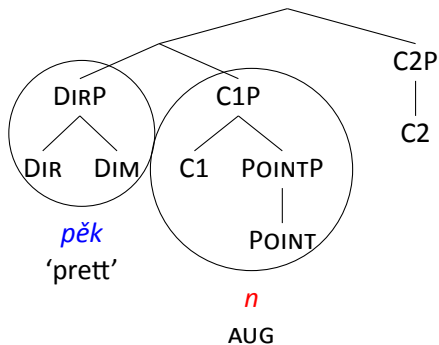 C2P
DIRP C1P
C2
DIR DIM C1 POINTP
pěk
POINT
'prett'
n
AUG